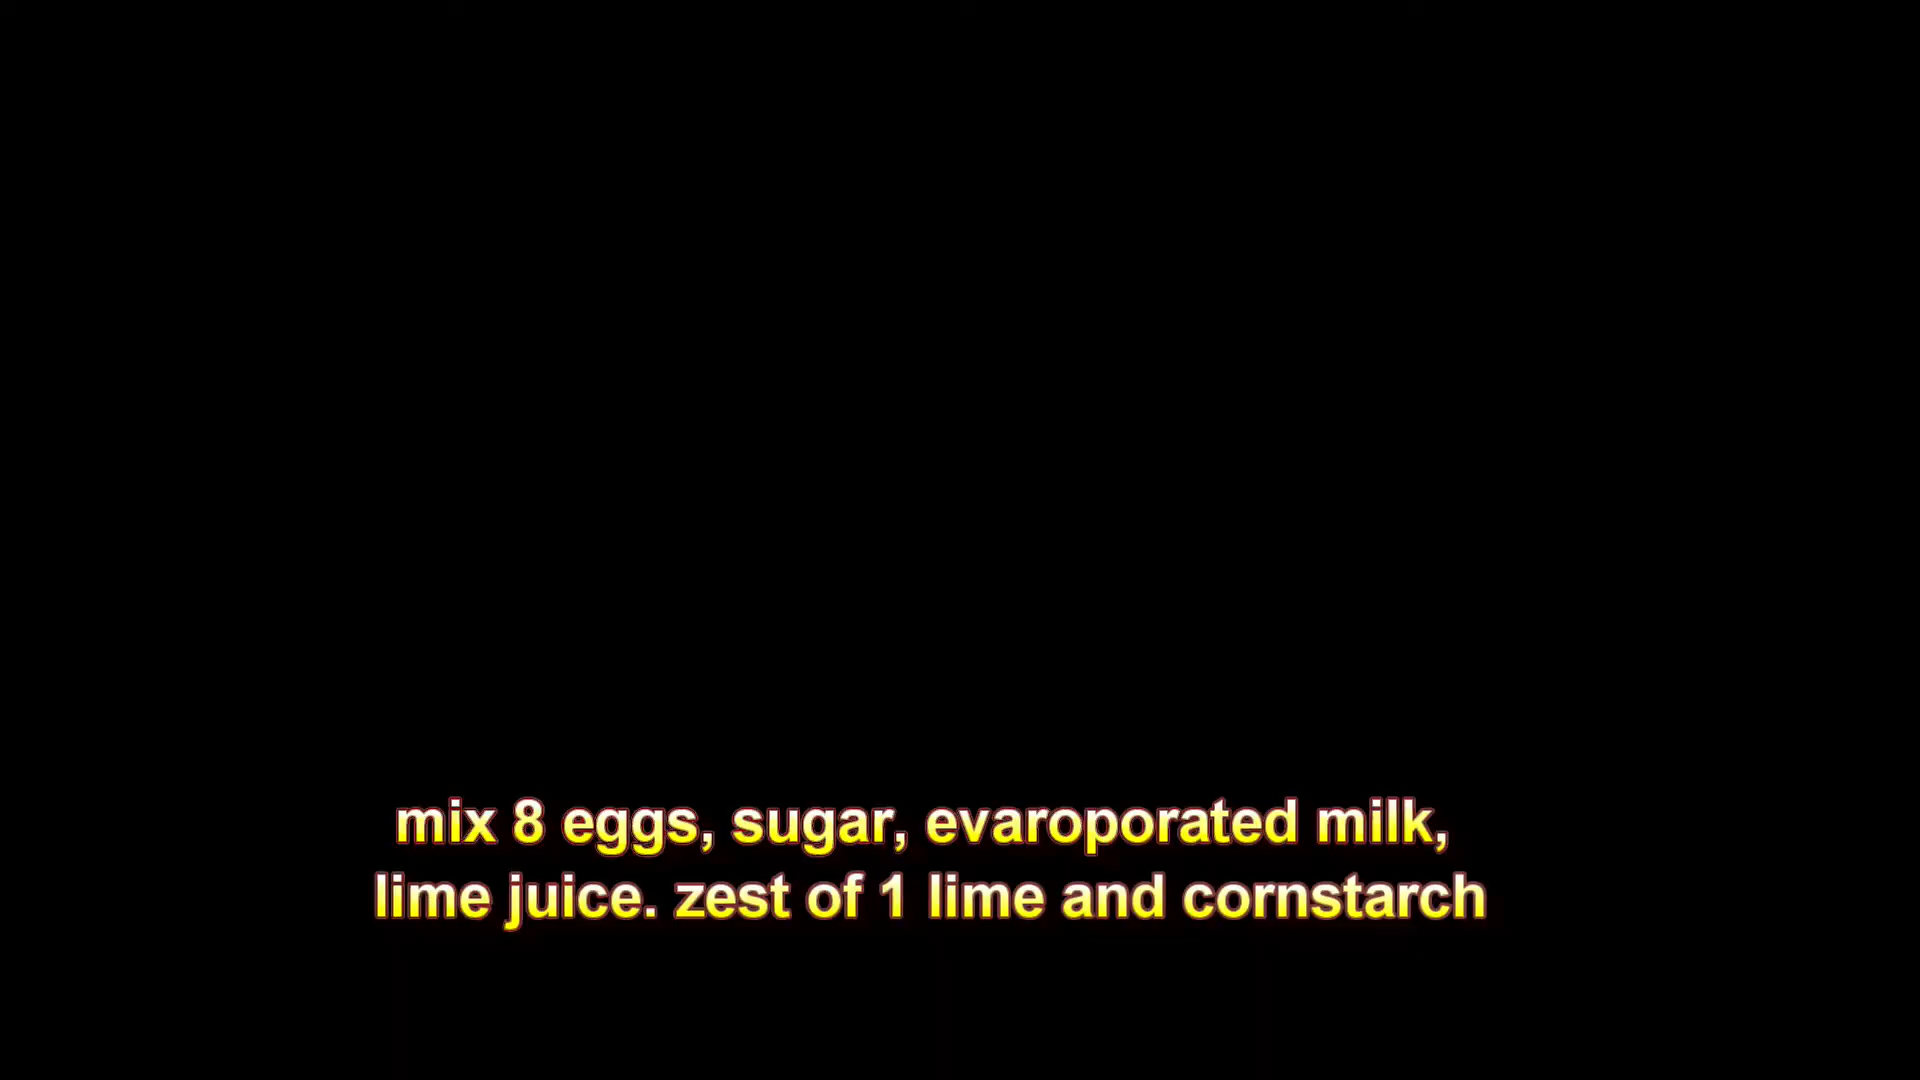 mix 8 eggs, sugar, evaroporated milk,
lime juice. zest of 1 lime and cornstarch